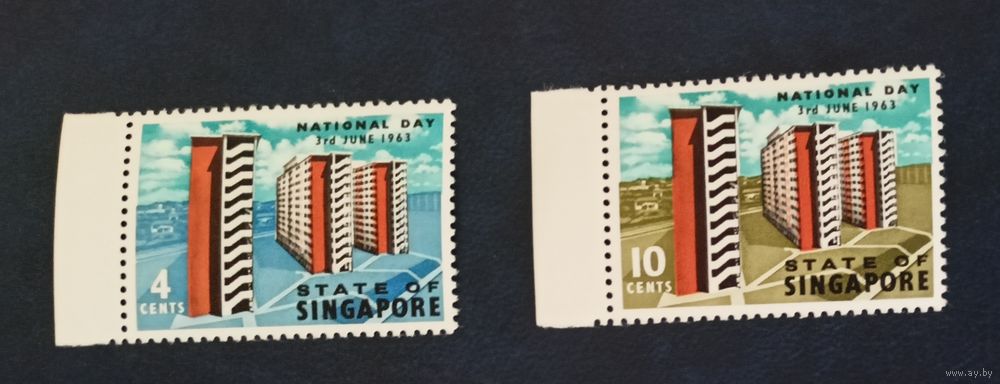 NATIONAL DAY
3rd JUNE 1963
4
CENTS
STATE OF
SINGAPORE
NATIONAL DAY
3rd JUNE 1963
10
CENTS
STATE OF
SINGAPORE
www.ay.by